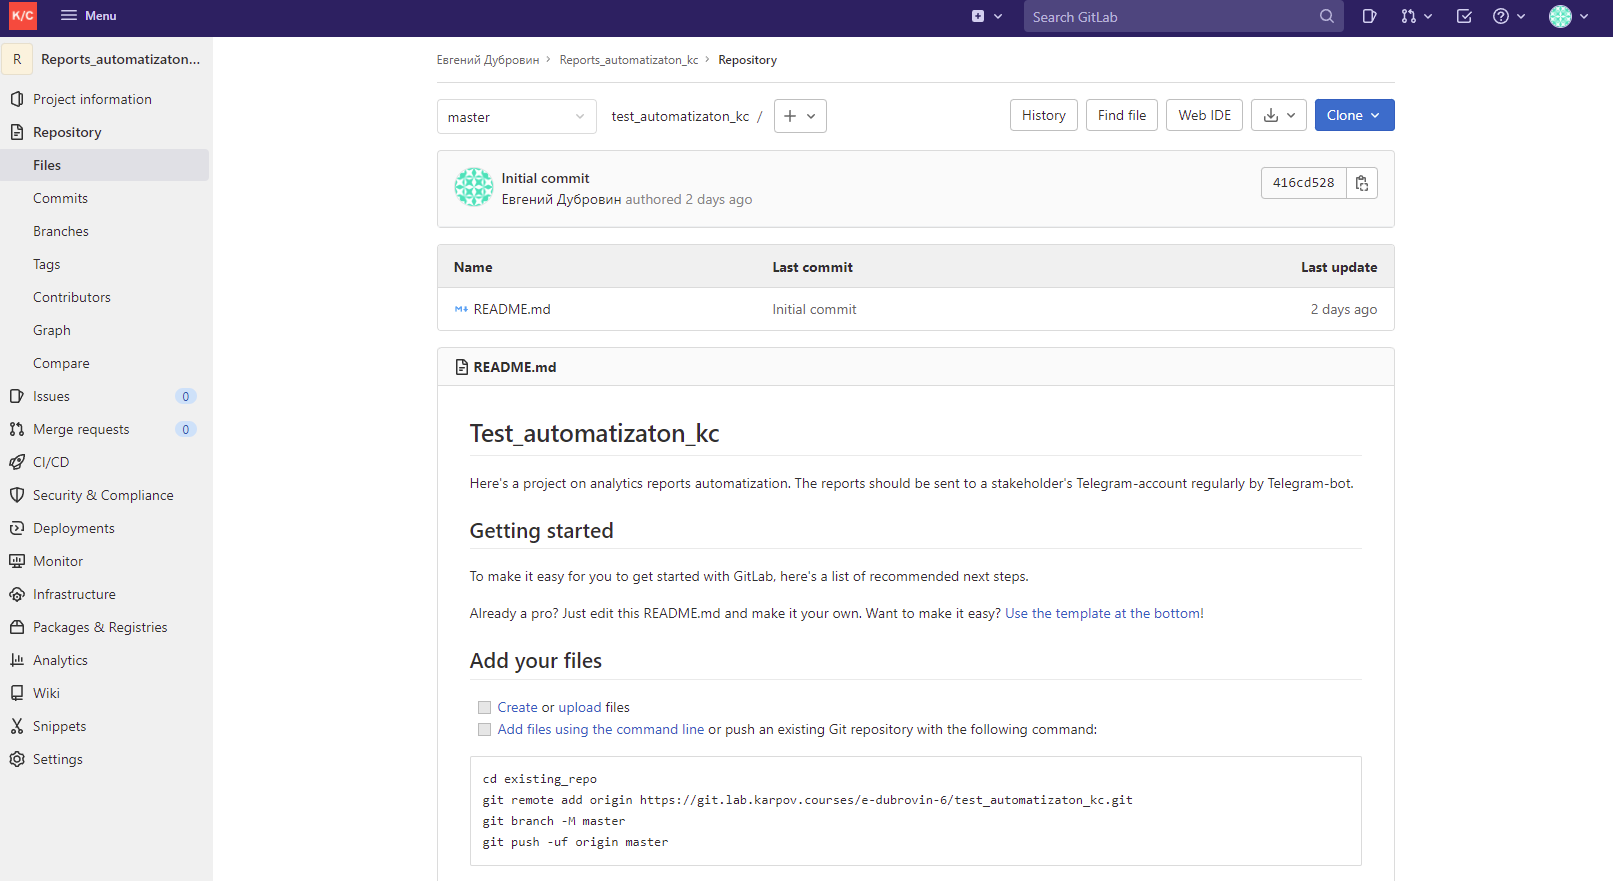 K/C Menu Search GitLab
R Reports_automatizaton...
Project information
Repository
Files
Commits
Branches
Tags
Contributors
Graph
Compare
Issues 0
Merge requests 0
CI/CD
Security & Compliance
Deployments
Monitor
Infrastructure
Packages & Registries
Analytics
Wiki
Snippets
Settings
Евгений Дубровин › Reports_automatizaton_kc › Repository
master test_automatizaton_kc / + History Find file Web IDE Clone
Initial commit
Евгений Дубровин authored 2 days ago
416cd528
Name Last commit Last update
M+ README.md Initial commit 2 days ago
README.md
Test_automatizaton_kc
Here's a project on analytics reports automatization. The reports should be sent to a stakeholder's Telegram-account regularly by Telegram-bot.
Getting started
To make it easy for you to get started with GitLab, here's a list of recommended next steps.
Already a pro? Just edit this README.md and make it your own. Want to make it easy? Use the template at the bottom!
Add your files
Create or upload files
Add files using the command line or push an existing Git repository with the following command:
cd existing_repo
git remote add origin https://git.lab.karpov.courses/e-dubrovin-6/test_automatizaton_kc.git
git branch -M master
git push -uf origin master